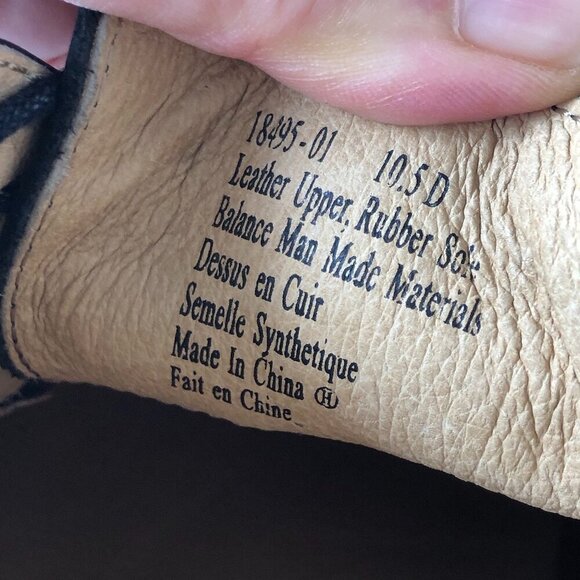 18495-01 10.5 D
Leather Upper, Rubber Sole
Balance Man Made Materials
Dessus en Cuir
Semelle Synthetique
Made In China Ⓗ
Fait en Chine